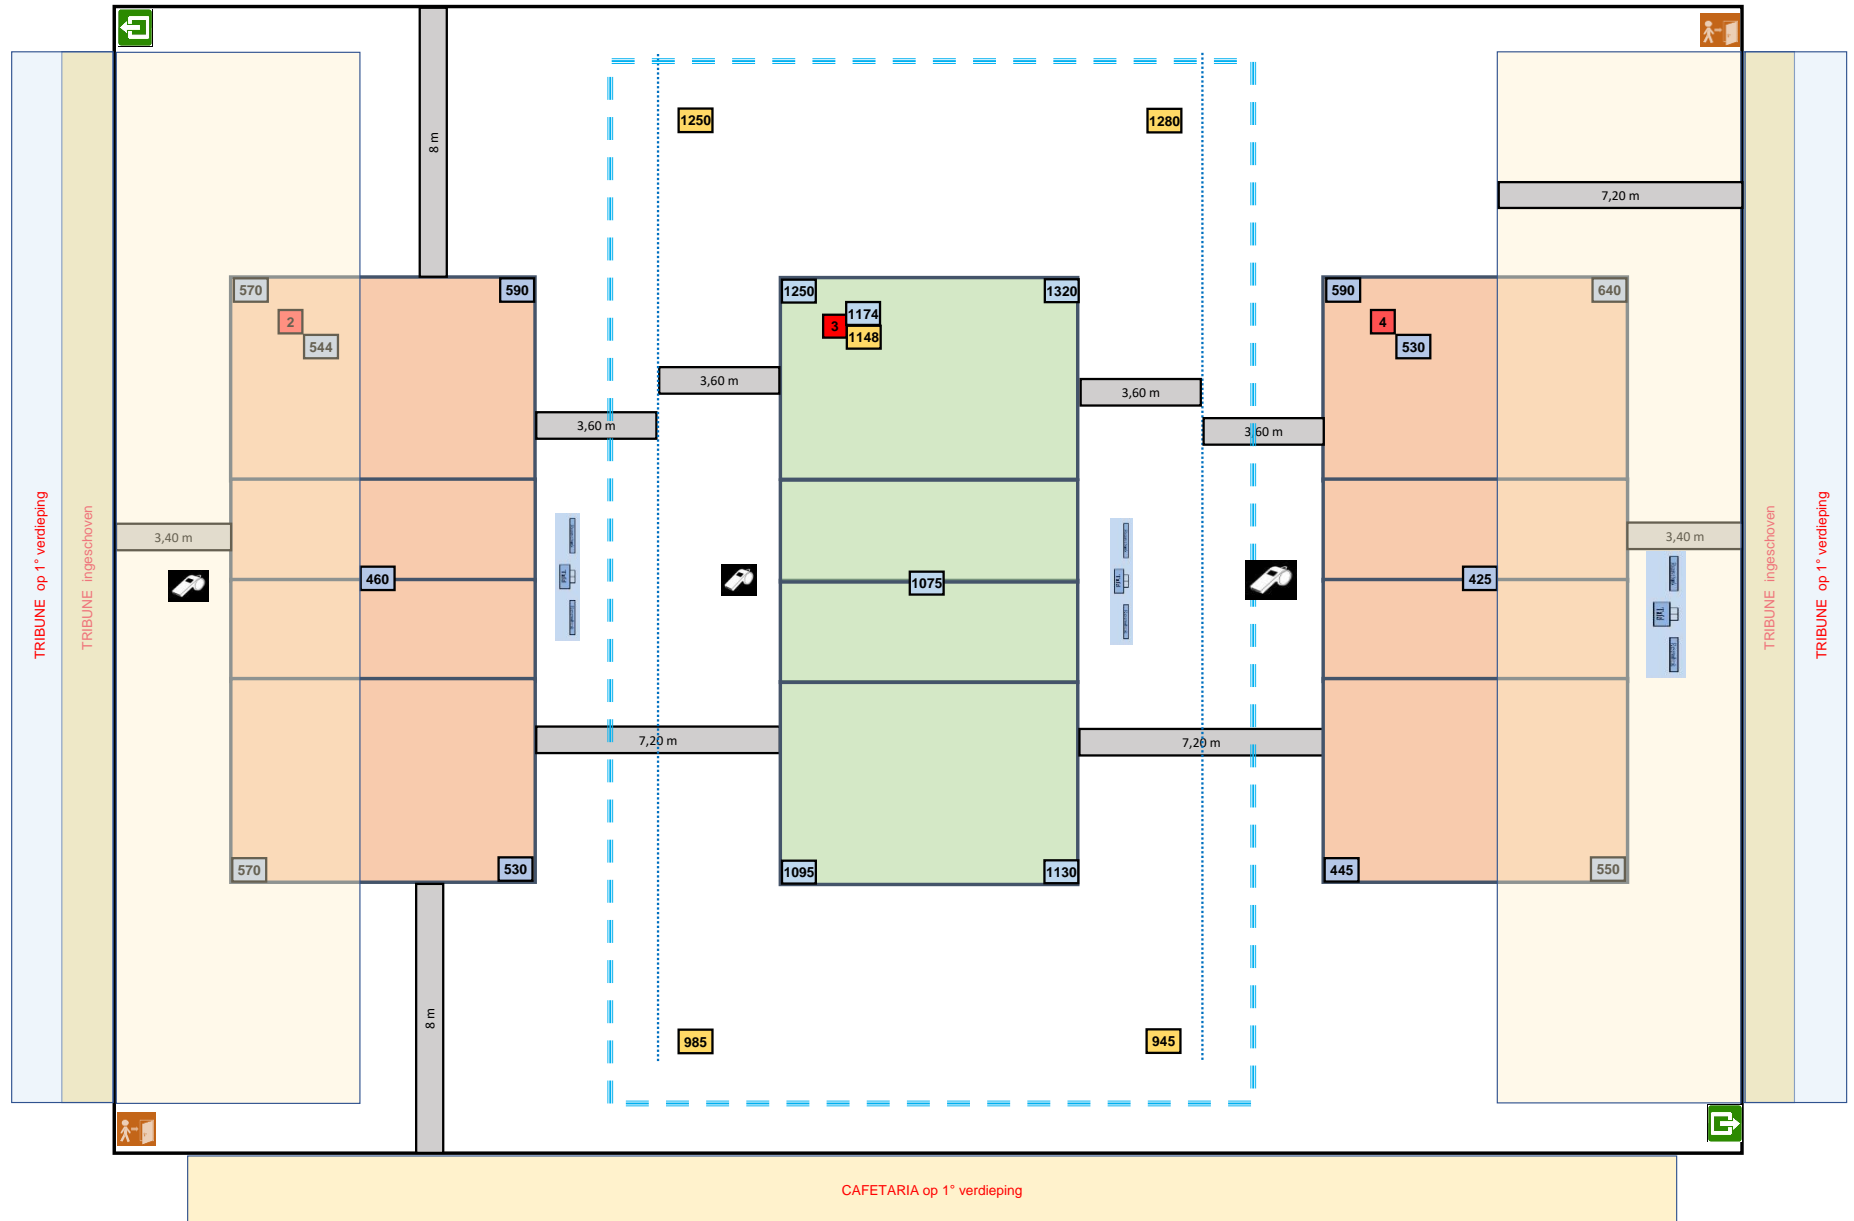 8 m
1250
1280
7,20 m
570
590
1250
1320
590
640
2
544
3
1174
1148
4
530
3,60 m
3,60 m
3,60 m
3,60 m
TRIBUNE op 1° verdieping
TRIBUNE ingeschoven
3,40 m
3,40 m
TRIBUNE ingeschoven
TRIBUNE op 1° verdieping
460
1075
425
7,20 m
7,20 m
570
530
1095
1130
445
550
8 m
985
945
CAFETARIA op 1° verdieping